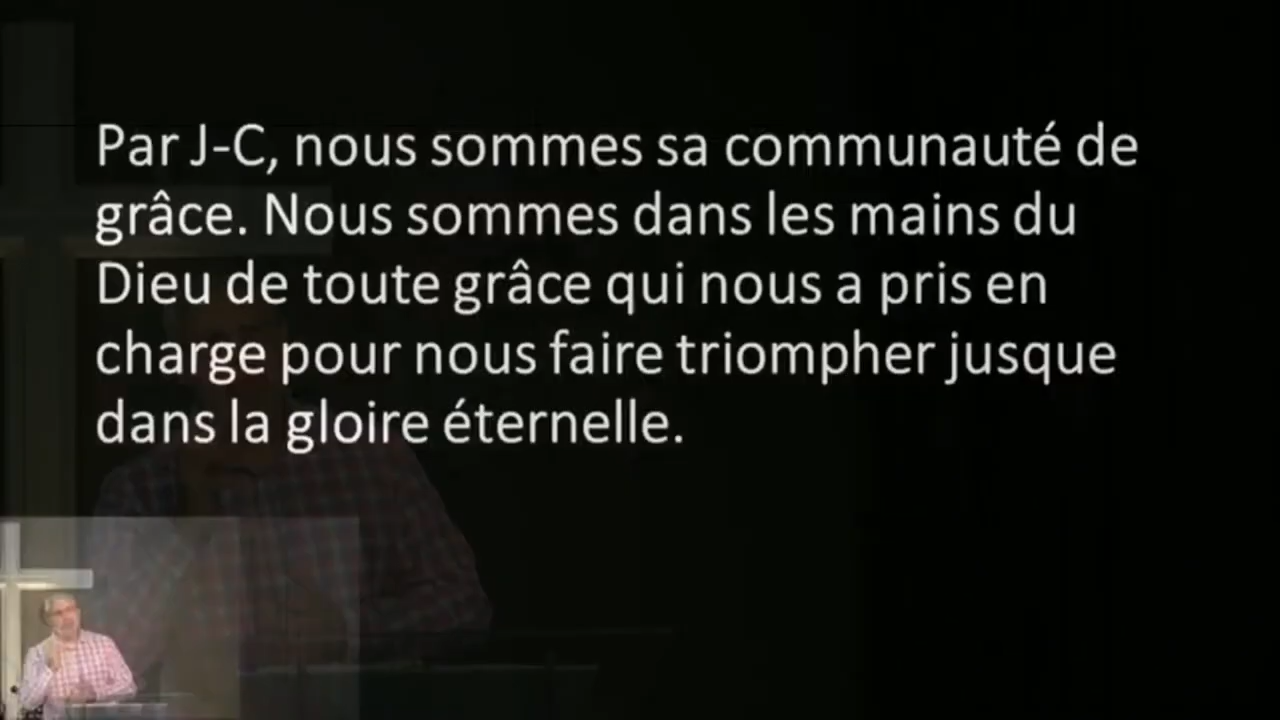 Par J-C, nous sommes sa communauté de
grâce. Nous sommes dans les mains du
Dieu de toute grâce qui nous a pris en
charge pour nous faire triompher jusque
dans la gloire éternelle.